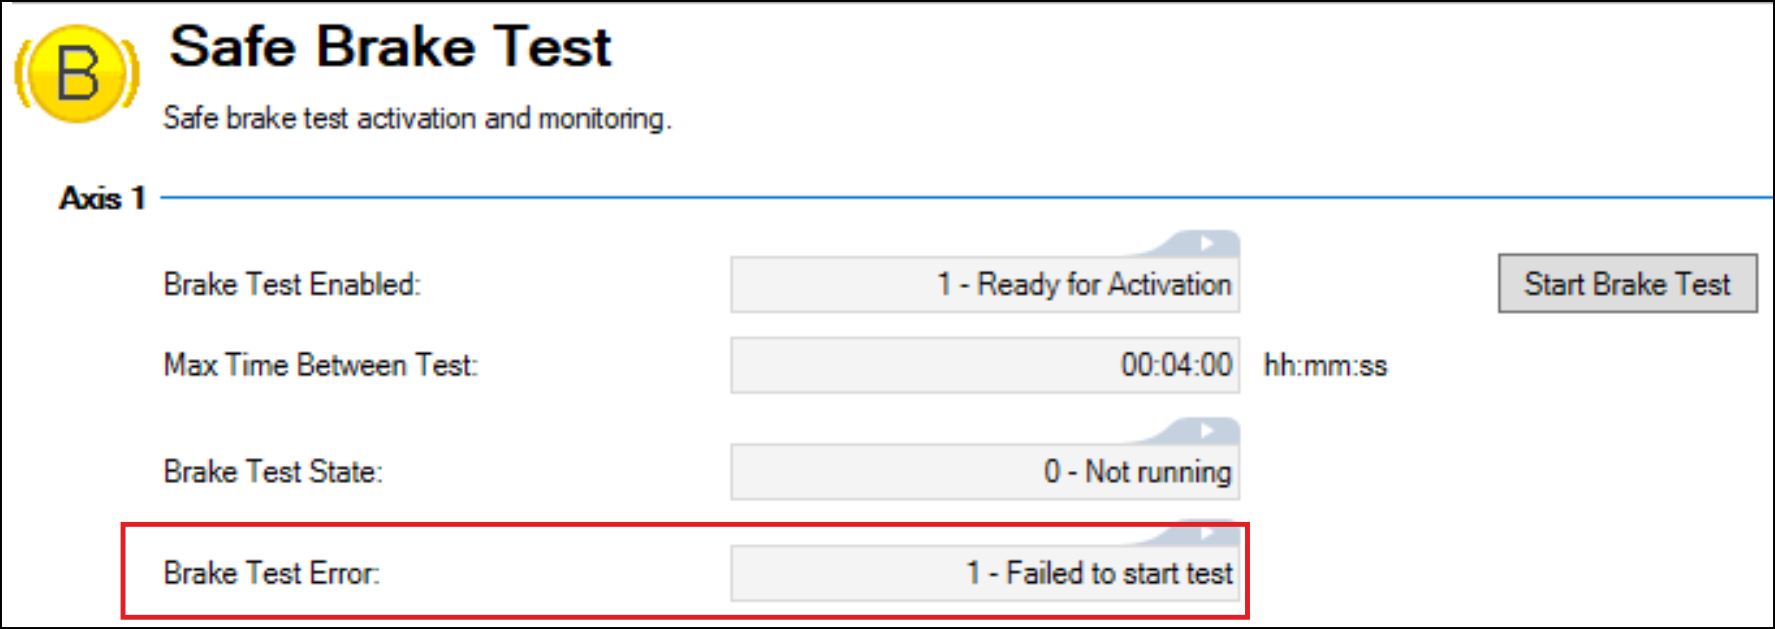 B
Safe Brake Test
Safe brake test activation and monitoring.
Axis 1
Brake Test Enabled: 1 - Ready for Activation Start Brake Test
Max Time Between Test: 00:04:00 hh:mm:ss
Brake Test State: 0 - Not running
Brake Test Error: 1 - Failed to start test